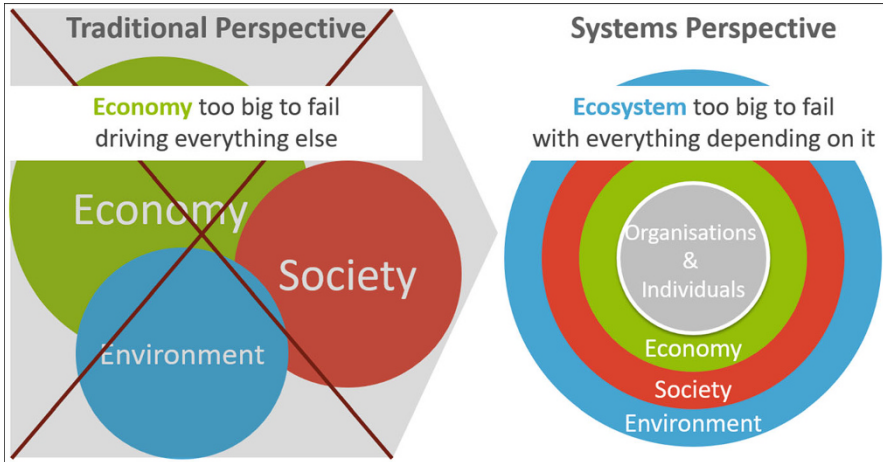 Traditional Perspective
Economy too big to fail
driving everything else
Economy
Society
Environment
Systems Perspective
Ecosystem too big to fail
with everything depending on it
Organisations
&
Individuals
Economy
Society
Environment